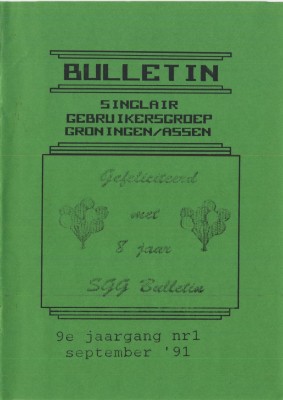 BULLETIN
SINCLAIR
GEBRUIKERSGROEP
GRONINGEN/ASSEN
Gefeliciteerd
met
8 jaar
SGG Bulletin
9e jaargang nr1
september '91